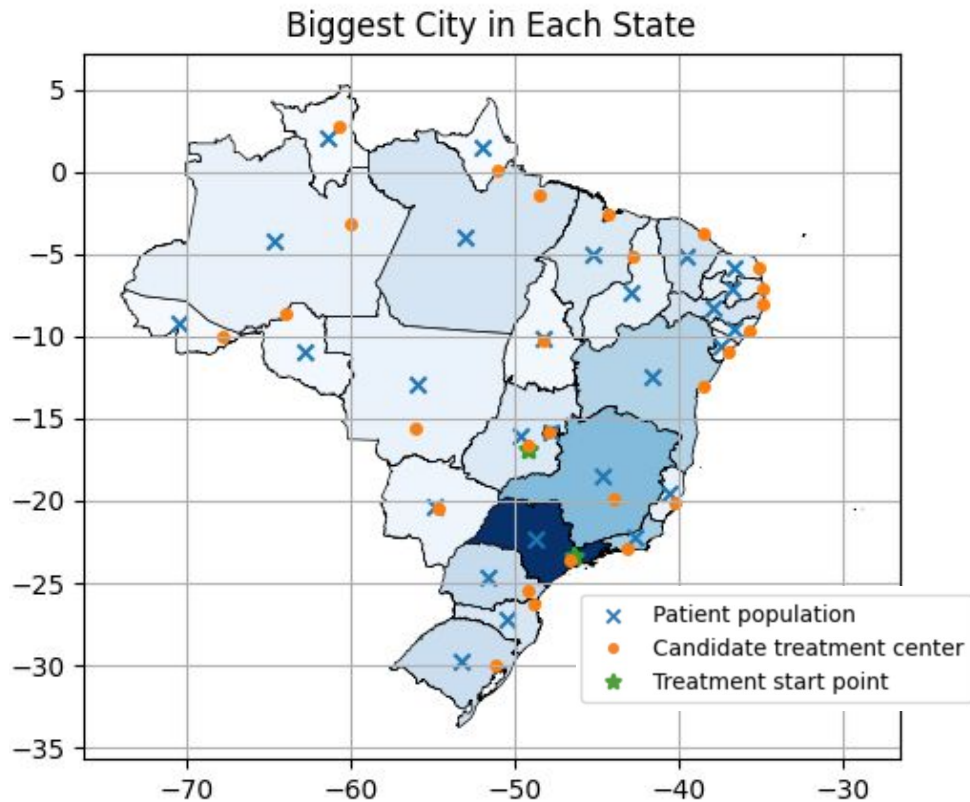 Biggest City in Each State
5
0
−5
−10
−15
−20
−25
−30
−35
Patient population
Candidate treatment center
Treatment start point
−70 −60 −50 −40 −30